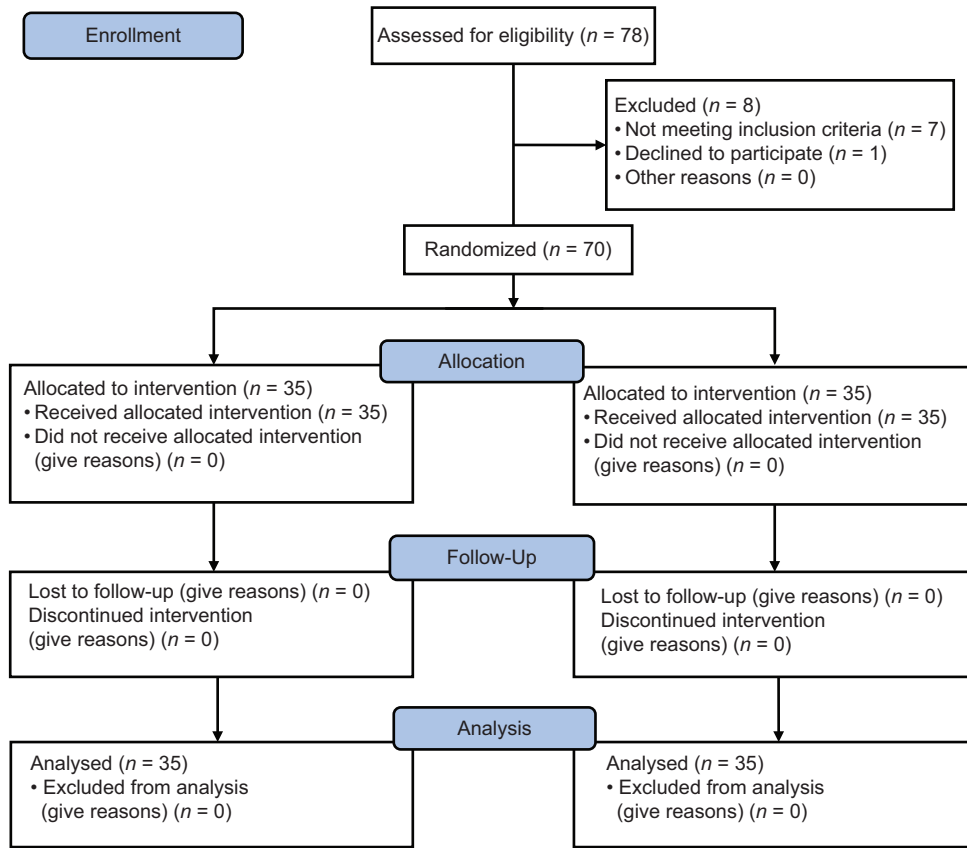 Enrollment
Assessed for eligibility (n = 78)
Excluded (n = 8)
• Not meeting inclusion criteria (n = 7)
• Declined to participate (n = 1)
• Other reasons (n = 0)
Randomized (n = 70)
Allocation
Allocated to intervention (n = 35)
• Received allocated intervention (n = 35)
• Did not receive allocated intervention
(give reasons) (n = 0)
Allocated to intervention (n = 35)
• Received allocated intervention (n = 35)
• Did not receive allocated intervention
(give reasons) (n = 0)
Follow-Up
Lost to follow-up (give reasons) (n = 0)
Discontinued intervention
(give reasons) (n = 0)
Lost to follow-up (give reasons) (n = 0)
Discontinued intervention
(give reasons) (n = 0)
Analysis
Analysed (n = 35)
• Excluded from analysis
(give reasons) (n = 0)
Analysed (n = 35)
• Excluded from analysis
(give reasons) (n = 0)